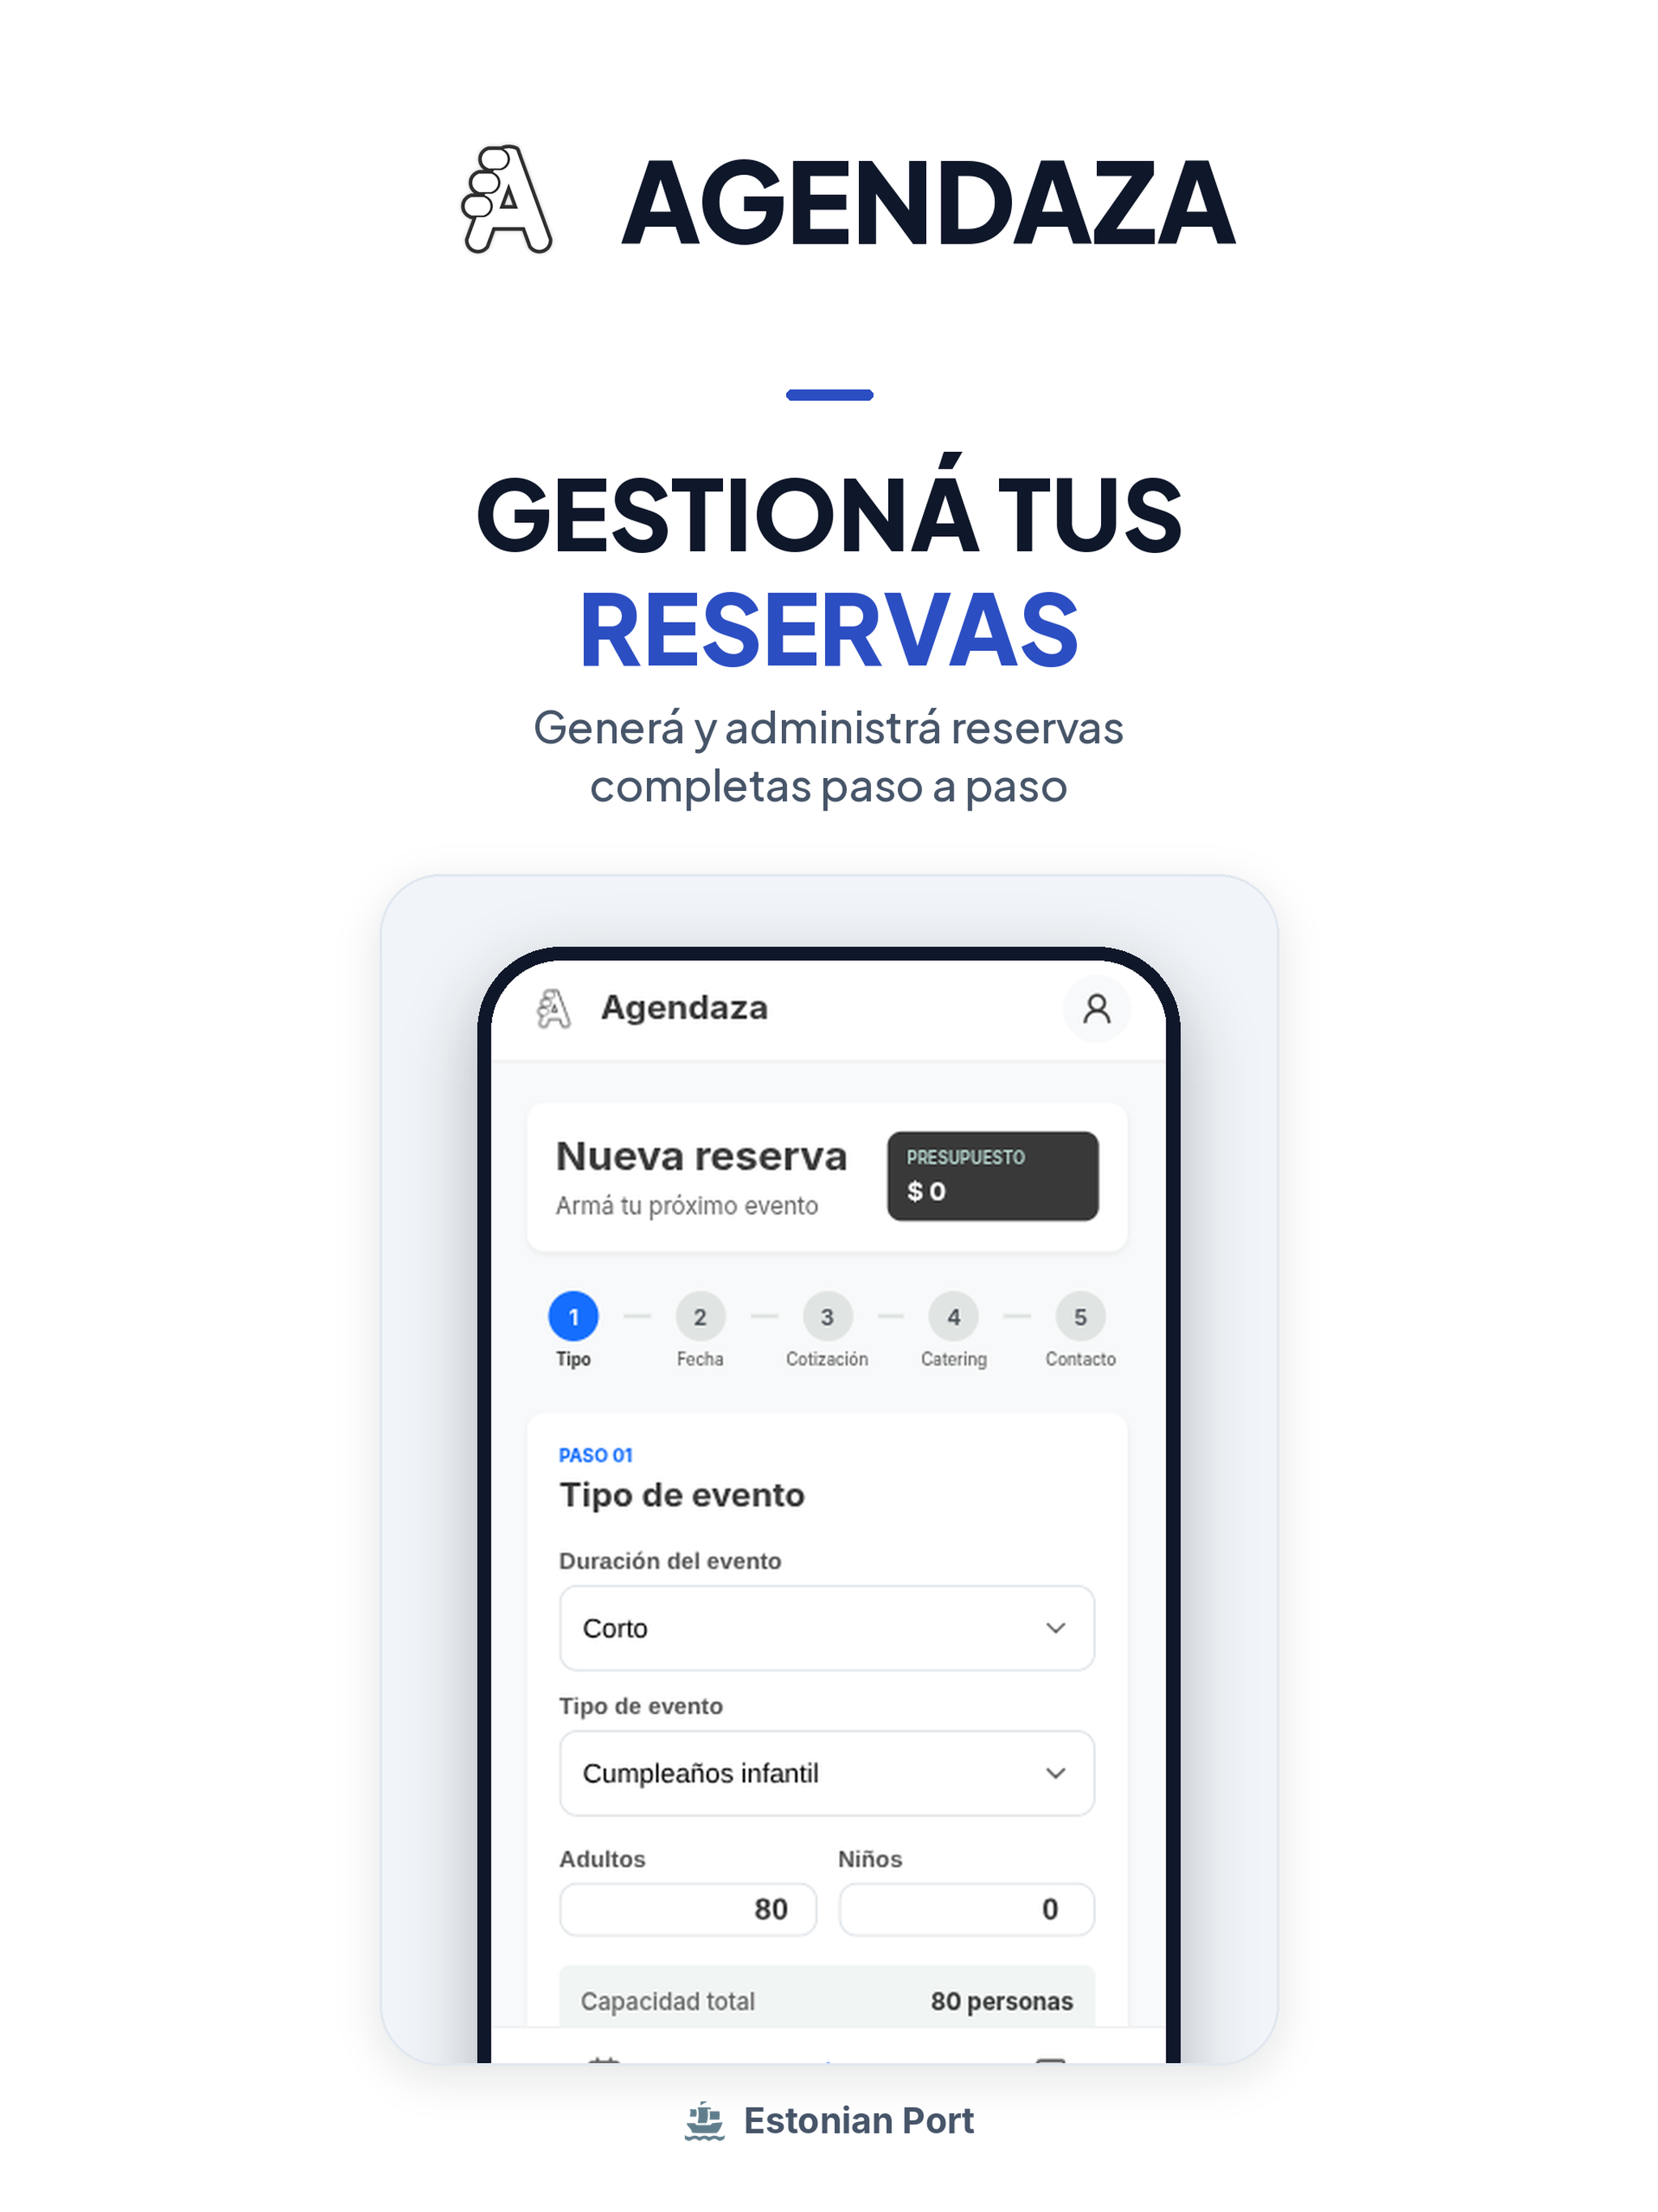 AGENDAZA
GESTIONÁ TUS
RESERVAS
Generá y administrá reservas
completas paso a paso
Agendaza
Nueva reserva
Armá tu próximo evento
PRESUPUESTO
$ 0
1
2
3
4
5
Tipo
Fecha
Cotización
Catering
Contacto
PASO 01
Tipo de evento
Duración del evento
Corto
Tipo de evento
Cumpleaños infantil
Adultos
Niños
80
0
Capacidad total
80 personas
Estonian Port